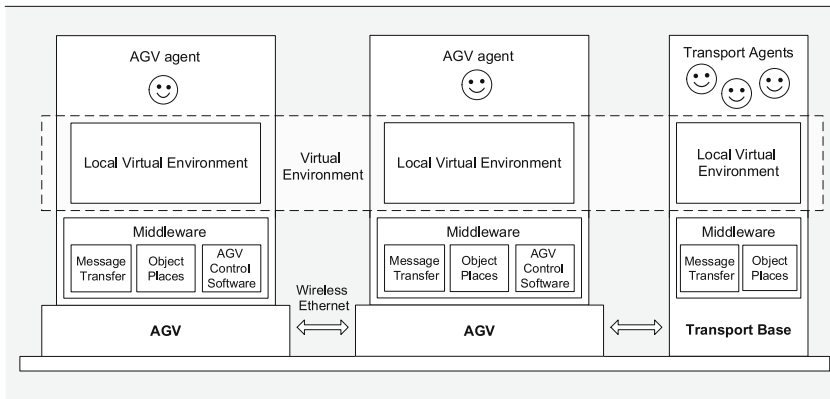 AGV agent
AGV agent
Transport Agents
Local Virtual Environment
Virtual
Environment
Local Virtual Environment
Local Virtual
Environment
Middleware
Message
Transfer
Object
Places
AGV
Control
Software
Wireless
Ethernet
Middleware
Message
Transfer
Object
Places
AGV
Control
Software
Middleware
Message
Transfer
Object
Places
AGV
AGV
Transport Base